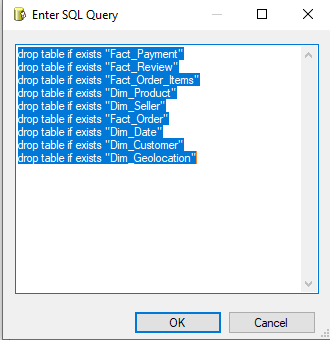 Enter SQL Query
drop table if exists "Fact_Payment"
drop table if exists "Fact_Review"
drop table if exists "Fact_Order_Items"
drop table if exists "Dim_Product"
drop table if exists "Dim_Seller"
drop table if exists "Fact_Order"
drop table if exists "Dim_Date"
drop table if exists "Dim_Customer"
drop table if exists "Dim_Geolocation"
OK Cancel